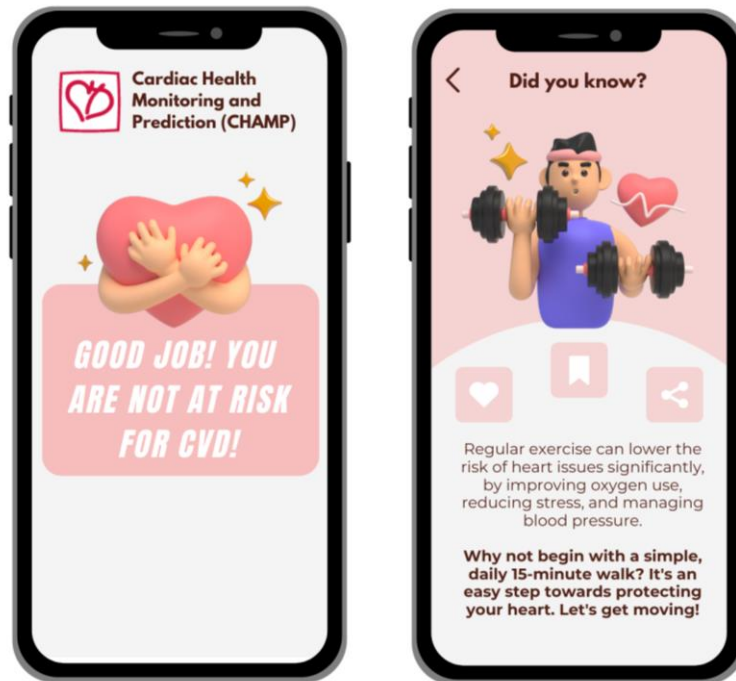 Cardiac Health
Monitoring and
Prediction (CHAMP)
GOOD JOB! YOU
ARE NOT AT RISK
FOR CVD!
Did you know?
Regular exercise can lower the
risk of heart issues significantly,
by improving oxygen use,
reducing stress, and managing
blood pressure.
Why not begin with a simple,
daily 15-minute walk? It's an
easy step towards protecting
your heart. Let's get moving!